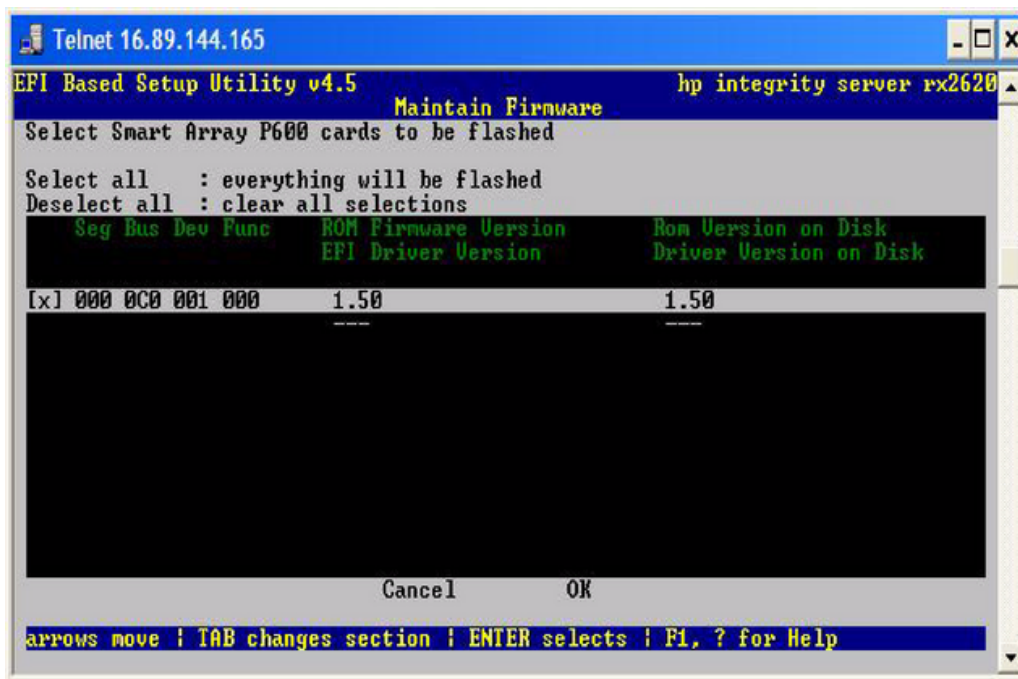 Telnet 16.89.144.165
EFI Based Setup Utility v4.5 hp integrity server rx2620
Maintain Firmware
Select Smart Array P600 cards to be flashed
Select all : everything will be flashed
Deselect all : clear all selections
Seg Bus Dev Func ROM Firmware Version Rom Version on Disk
EFI Driver Version Driver Version on Disk
[x] 000 0C0 001 000 1.50 1.50
--- ---
Cancel OK
arrows move | TAB changes section | ENTER selects | F1, ? for Help